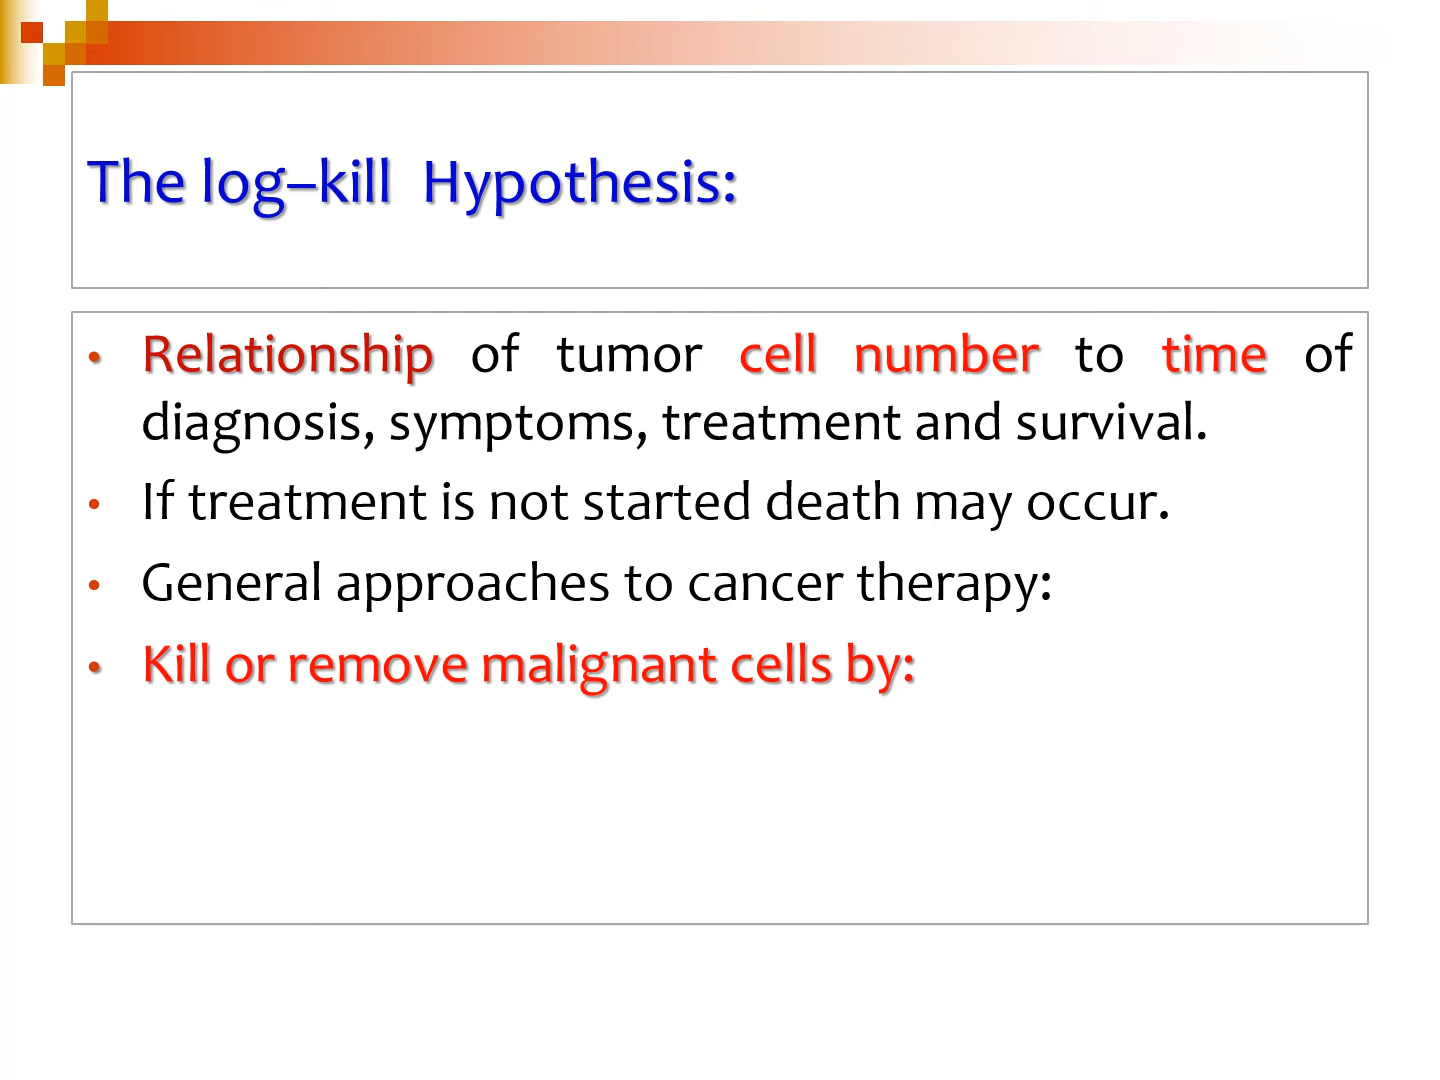 The log–kill Hypothesis:
• Relationship of tumor cell number to time of
diagnosis, symptoms, treatment and survival.
• If treatment is not started death may occur.
• General approaches to cancer therapy:
• Kill or remove malignant cells by: